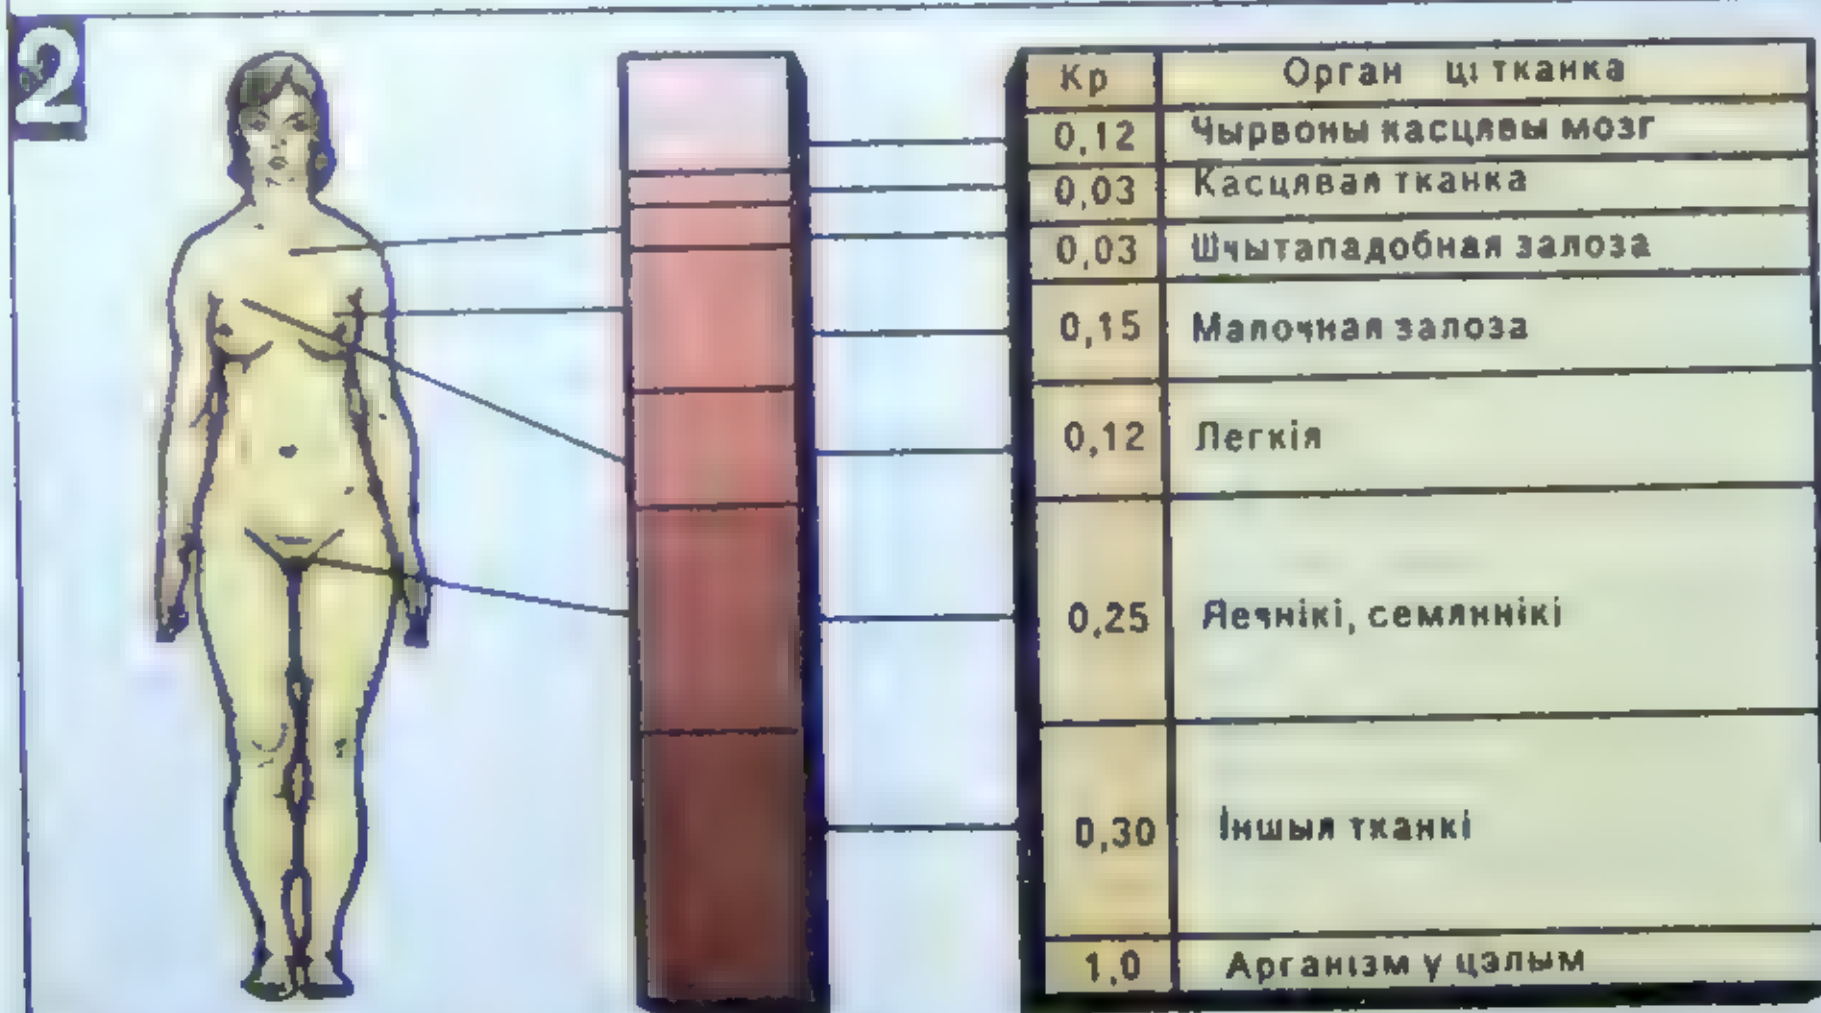 2
Кр Орган ці тканка
0,12 Чырвоны касцявы мозг
0,03 Касцявая тканка
0,03 Шчытападобная залоза
0,15 Малочная залоза
0,12 Легкія
0,25 Яечнікі, семяннікі
0,30 Іншыя тканкі
1,0 Арганізм у цэлым